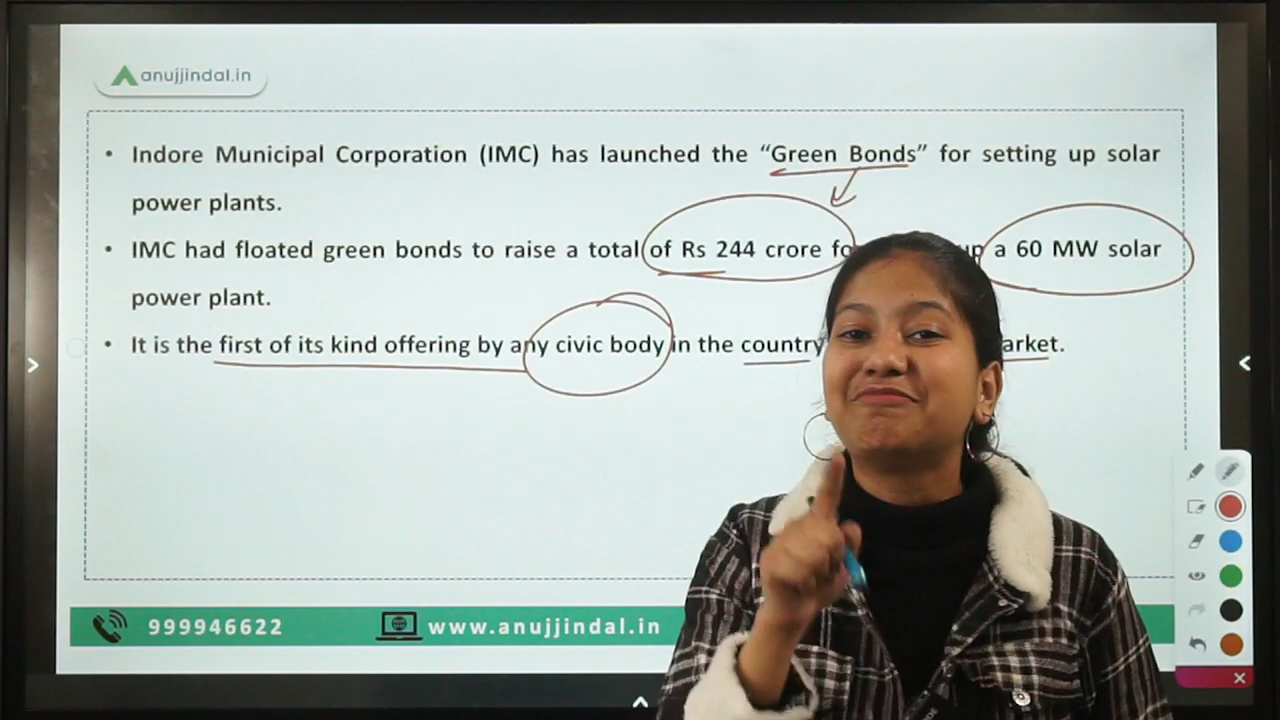 anujjindal.in
• Indore Municipal Corporation (IMC) has launched the “Green Bonds” for setting up solar
power plants.
• IMC had floated green bonds to raise a total of Rs 244 crore up a 60 MW solar
power plant.
• It is the first of its kind offering by any civic body in the country
999946622
www.anujjindal.in